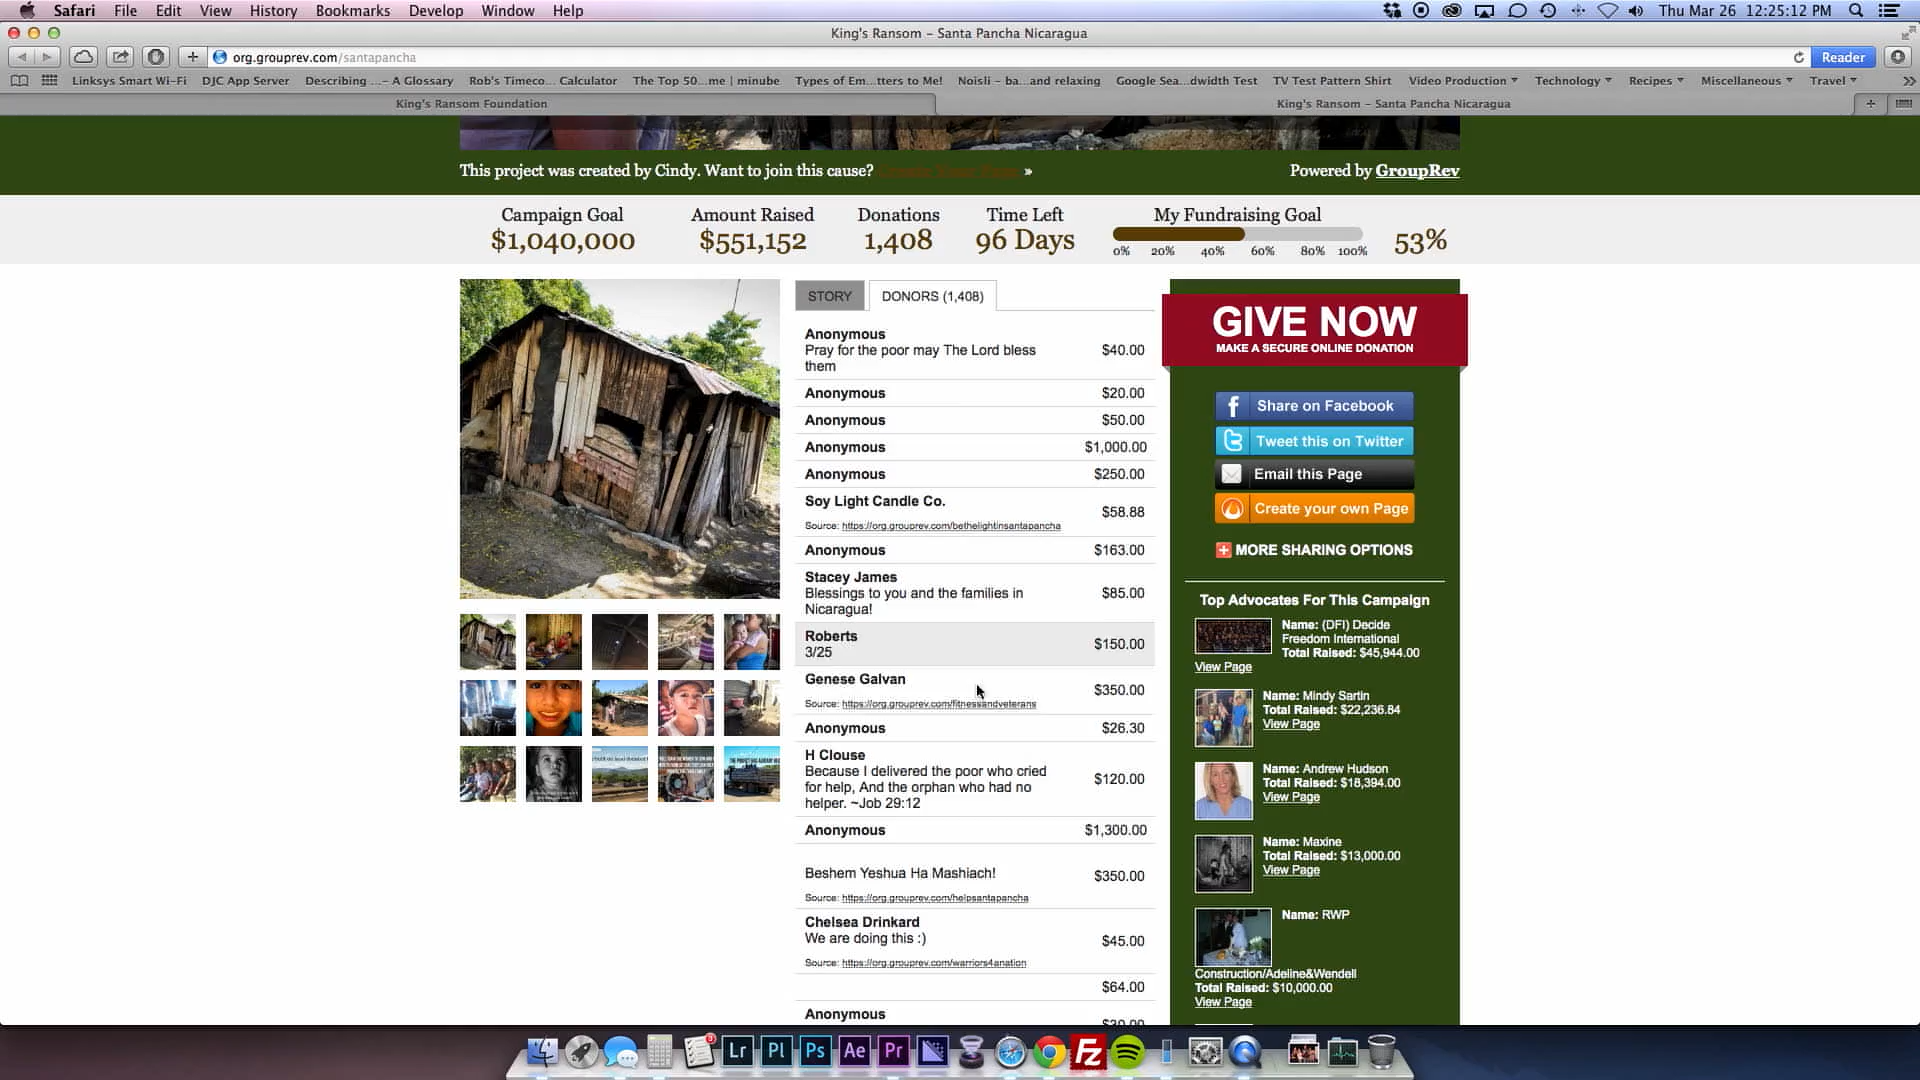 Safari File Edit View History Bookmarks Develop Window Help
Thu Mar 26 12:25:12 PM
King's Ransom – Santa Pancha Nicaragua
org.grouprev.com/santapancha
Reader
Linksys Smart Wi-Fi DJC App Server Describing ...- A Glossary Rob's Timeco... Calculator The Top 50...me | minube Types of Em...tters to Me! Noisli - ba...and relaxing Google Sea...dwidth Test TV Test Pattern Shirt Video Production Technology Recipes Miscellaneous Travel
King's Ransom Foundation
King's Ransom – Santa Pancha Nicaragua
This project was created by Cindy. Want to join this cause? Create Your Page »
Powered by GroupRev
Campaign Goal
$1,040,000
Amount Raised
$551,152
Donations
1,408
Time Left
96 Days
My Fundraising Goal
0% 20% 40% 60% 80% 100%
53%
STORY
DONORS (1,408)
Anonymous
Pray for the poor may The Lord bless
them
$40.00
Anonymous $20.00
Anonymous $50.00
Anonymous $1,000.00
Anonymous $250.00
Soy Light Candle Co.
Source: https://org.grouprev.com/bethelightinsantapancha
$58.88
Anonymous $163.00
Stacey James
Blessings to you and the families in
Nicaragua!
$85.00
Roberts
3/25
$150.00
Genese Galvan
Source: https://org.grouprev.com/fitnessandveterans
$350.00
Anonymous $26.30
H Clouse
Because I delivered the poor who cried
for help, And the orphan who had no
helper. ~Job 29:12
$120.00
Anonymous $1,300.00
Beshem Yeshua Ha Mashiach!
Source: https://org.grouprev.com/helpsantapancha
$350.00
Chelsea Drinkard
We are doing this :)
Source: https://org.grouprev.com/warriors4anation
$45.00
$64.00
Anonymous
GIVE NOW
MAKE A SECURE ONLINE DONATION
Share on Facebook
Tweet this on Twitter
Email this Page
Create your own Page
MORE SHARING OPTIONS
Top Advocates For This Campaign
Name: (DFI) Decide
Freedom International
Total Raised: $45,944.00
View Page
Name: Mindy Sartin
Total Raised: $22,236.84
View Page
Name: Andrew Hudson
Total Raised: $18,394.00
View Page
Name: Maxine
Total Raised: $13,000.00
View Page
Name: RWP
Construction/Adeline&Wendell
Total Raised: $10,000.00
View Page
Lr Pl Ps Ae Pr Fz